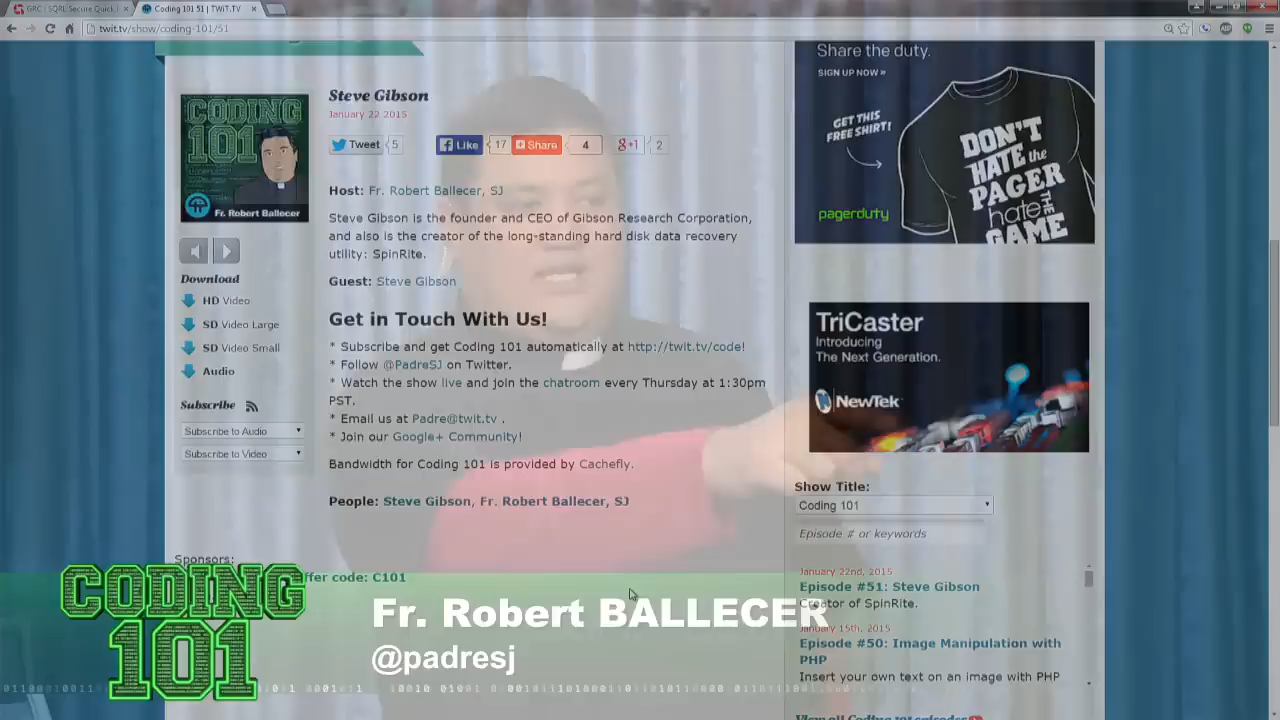 GRC | SQRL Secure Quick
Coding 101 51 | TWiT.TV
twit.tv/show/coding-101/51
Share the duty.
SIGN UP NOW »
GET THIS
FREE SHIRT!
DON'T
HATE the
PAGER
hate THE
GAME
pagerduty
CODING
101
Fr. Robert Ballecer
Steve Gibson
January 22 2015
Tweet 5
Like 17 Share 4 g+1 2
Host: Fr. Robert Ballecer, SJ
Steve Gibson is the founder and CEO of Gibson Research Corporation,
and also is the creator of the long-standing hard disk data recovery
utility: SpinRite.
Guest: Steve Gibson
Download
HD Video
SD Video Large
SD Video Small
Audio
Subscribe
Subscribe to Audio
Subscribe to Video
Get in Touch With Us!
* Subscribe and get Coding 101 automatically at http://twit.tv/code!
* Follow @PadreSJ on Twitter.
* Watch the show live and join the chatroom every Thursday at 1:30pm
PST.
* Email us at Padre@twit.tv .
* Join our Google+ Community!
Bandwidth for Coding 101 is provided by Cachefly.
People: Steve Gibson, Fr. Robert Ballecer, SJ
Sponsors:
ffer code: C101
TriCaster
Introducing
The Next Generation.
NewTek
Show Title:
Coding 101
Episode # or keywords
January 22nd, 2015
Episode #51: Steve Gibson
Creator of SpinRite.
January 15th, 2015
Episode #50: Image Manipulation with
PHP
Insert your own text on an image with PHP
View all Coding 101 episodes
CODING
101
Fr. Robert BALLECER
@padresj